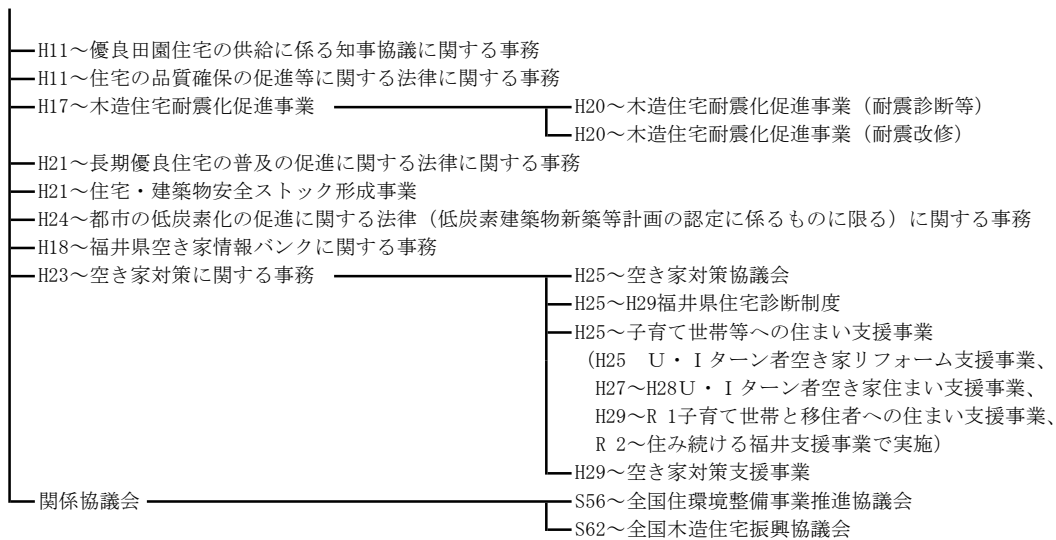 H11～優良田園住宅の供給に係る知事協議に関する事務
H11～住宅の品質確保の促進等に関する法律に関する事務
H17～木造住宅耐震化促進事業 H20～木造住宅耐震化促進事業（耐震診断等）
H20～木造住宅耐震化促進事業（耐震改修）
H21～長期優良住宅の普及の促進に関する法律に関する事務
H21～住宅・建築物安全ストック形成事業
H24～都市の低炭素化の促進に関する法律（低炭素建築物新築等計画の認定に係るものに限る）に関する事務
H18～福井県空き家情報バンクに関する事務
H23～空き家対策に関する事務 H25～空き家対策協議会
H25～H29福井県住宅診断制度
H25～子育て世帯等への住まい支援事業
（H25　U・Iターン者空き家リフォーム支援事業、
H27～H28U・Iターン者空き家住まい支援事業、
H29～R 1子育て世帯と移住者への住まい支援事業、
R 2～住み続ける福井支援事業で実施）
H29～空き家対策支援事業
関係協議会 S56～全国住環境整備事業推進協議会
S62～全国木造住宅振興協議会